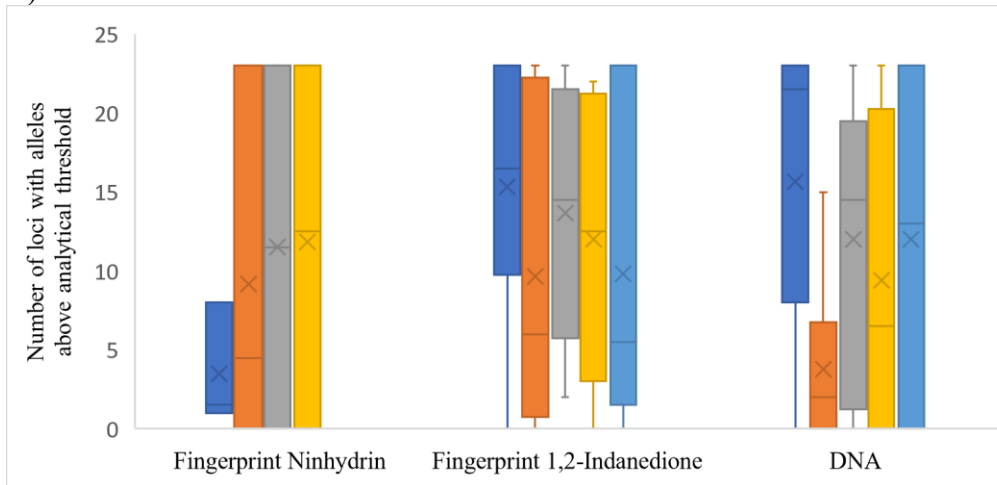 )
25
20
15
10
5
0
Number of loci with alleles
above analytical threshold
Fingerprint Ninhydrin
Fingerprint 1,2-Indanedione
DNA